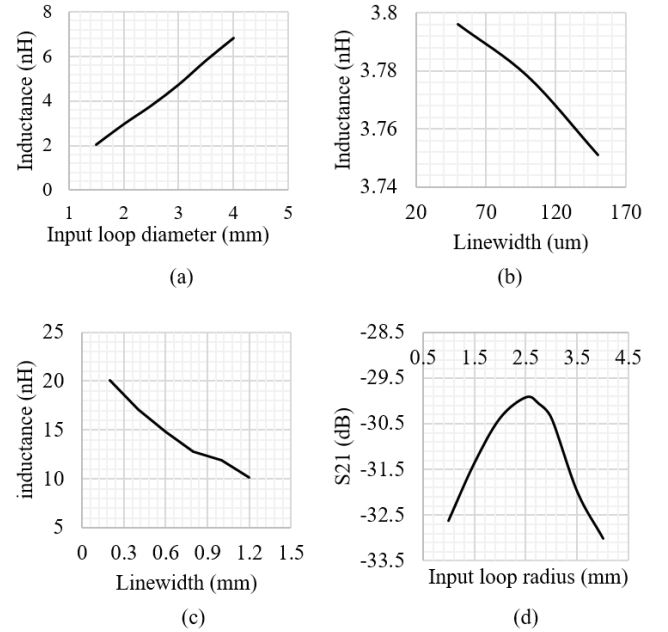 8
6
4
2
0
Inductance (nH)
1 2 3 4 5
Input loop diameter (mm)
(a)
3.8
3.78
3.76
3.74
Inductance (nH)
20 70 120 170
Linewidth (um)
(b)
25
20
15
10
5
inductance (nH)
0 0.3 0.6 0.9 1.2 1.5
Linewidth (mm)
(c)
-28.5
0.5 1.5 2.5 3.5 4.5
-29.5
-30.5
-31.5
-32.5
-33.5
S21 (dB)
Input loop radius (mm)
(d)